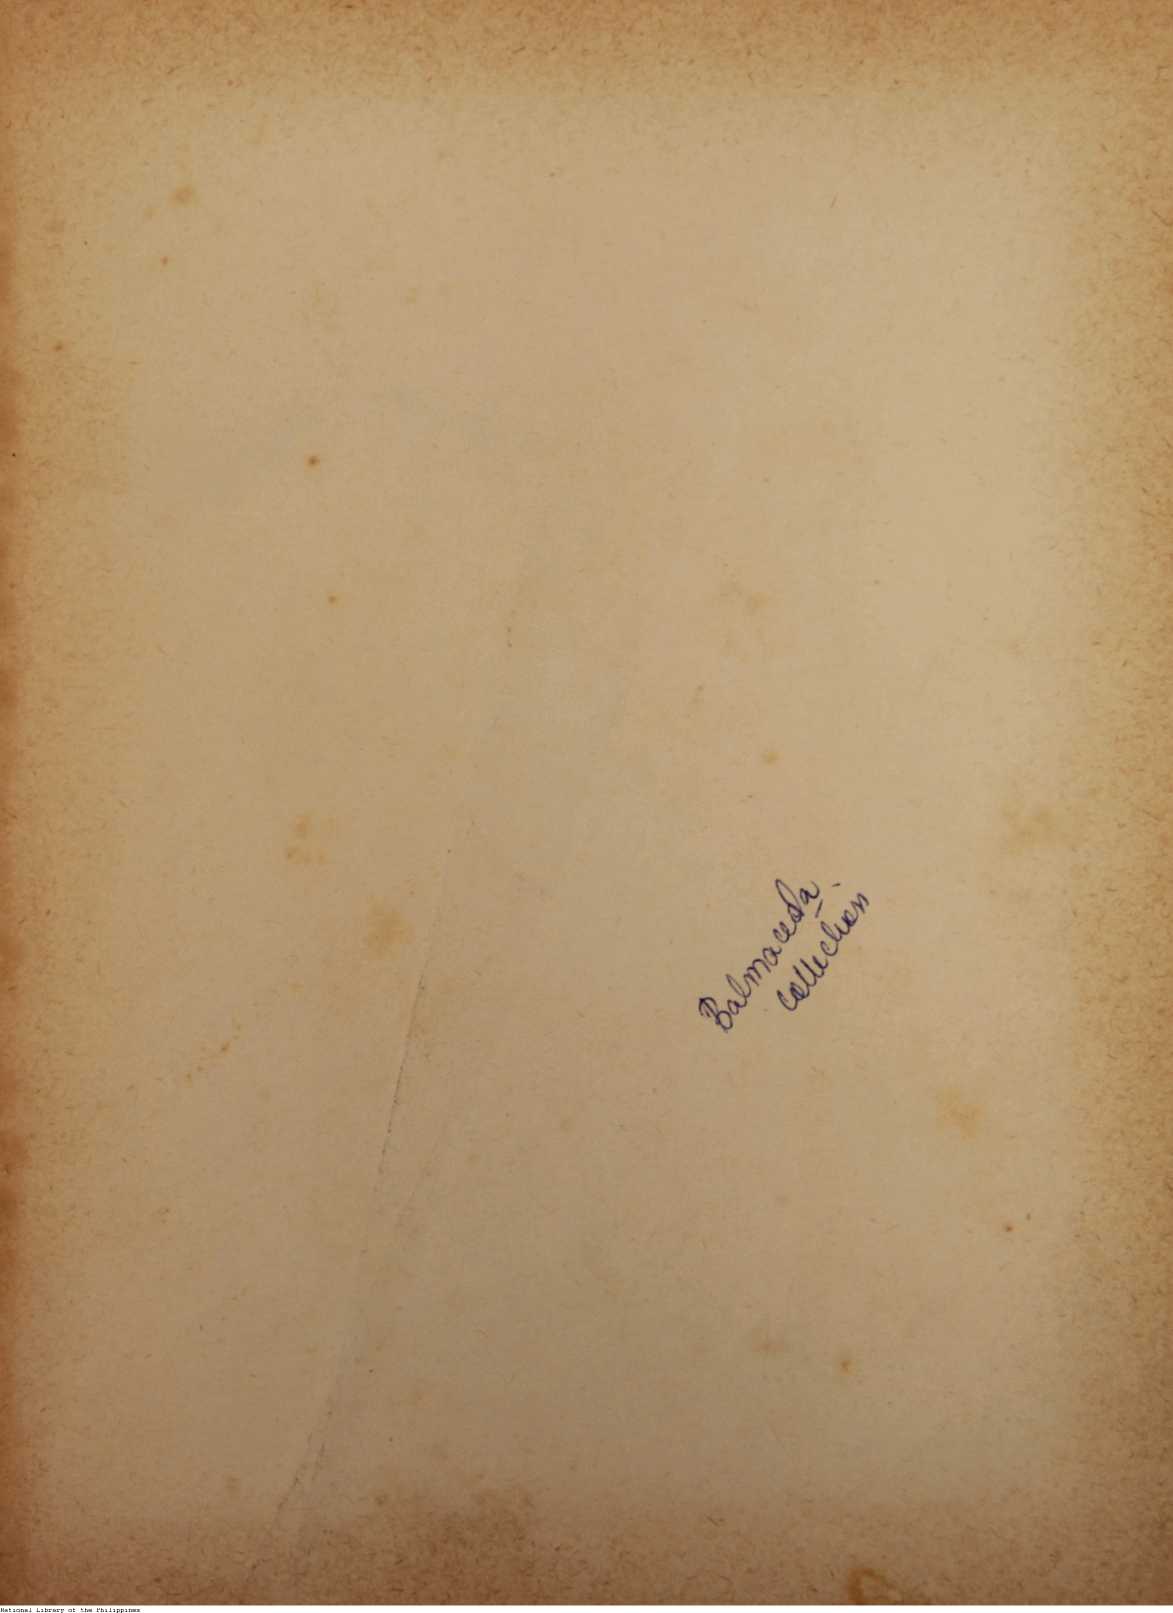 Balmaceda
collection
National Library of the Philippines